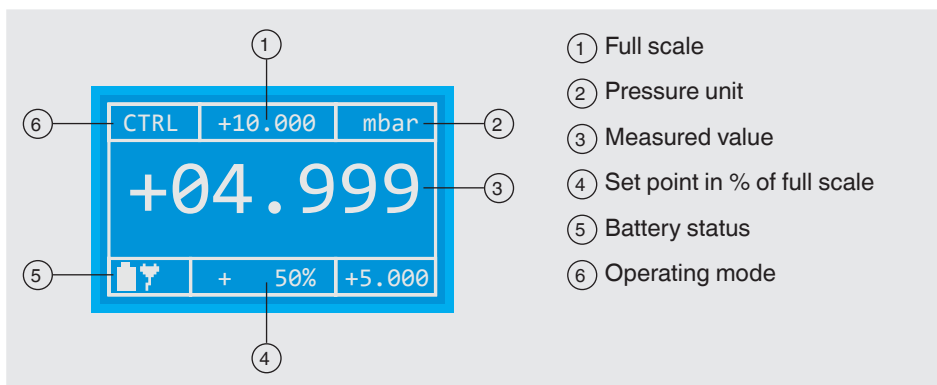 1
6 CTRL +10.000 mbar 2
+04.999 3
5 + 50% +5.000
4
1 Full scale
2 Pressure unit
3 Measured value
4 Set point in % of full scale
5 Battery status
6 Operating mode